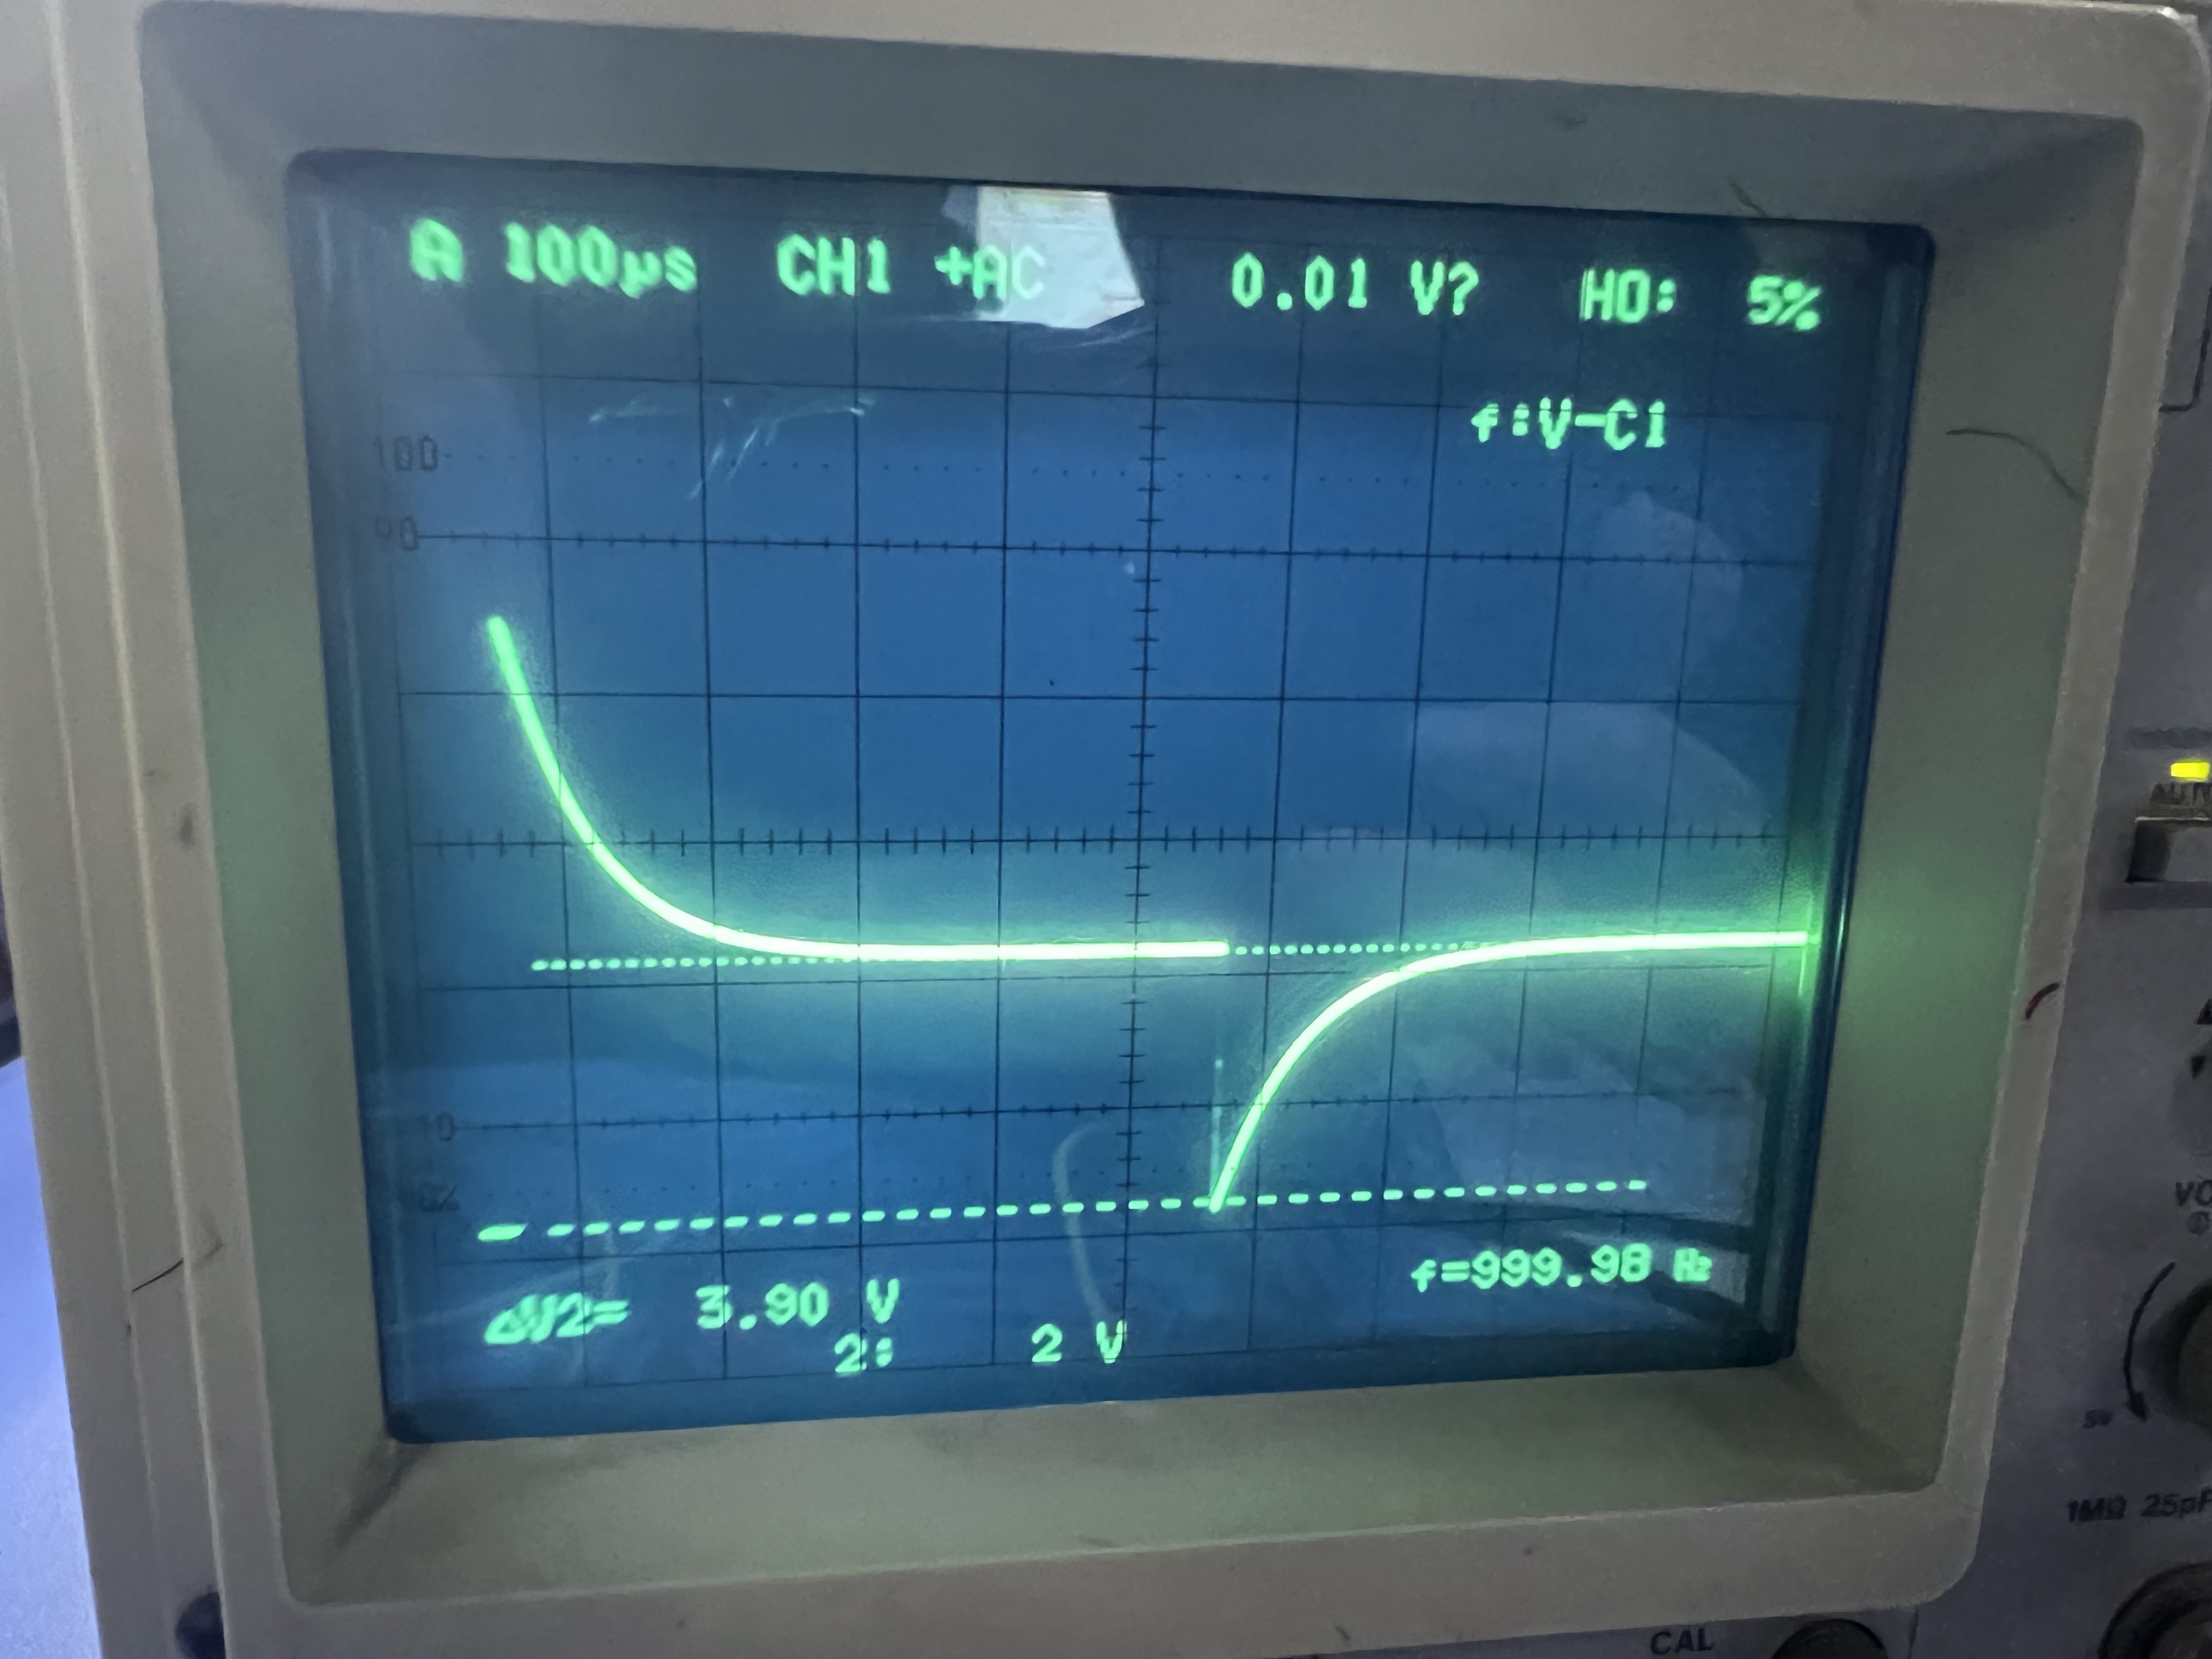 A 100µs CH1 +AC 0.01 V? HO: 5%
f:V-C1
100
90
10
0%
f=999.98 Hz
ΔV2= 3.90 V
2: 2 V
1MΩ 25pF
CAL